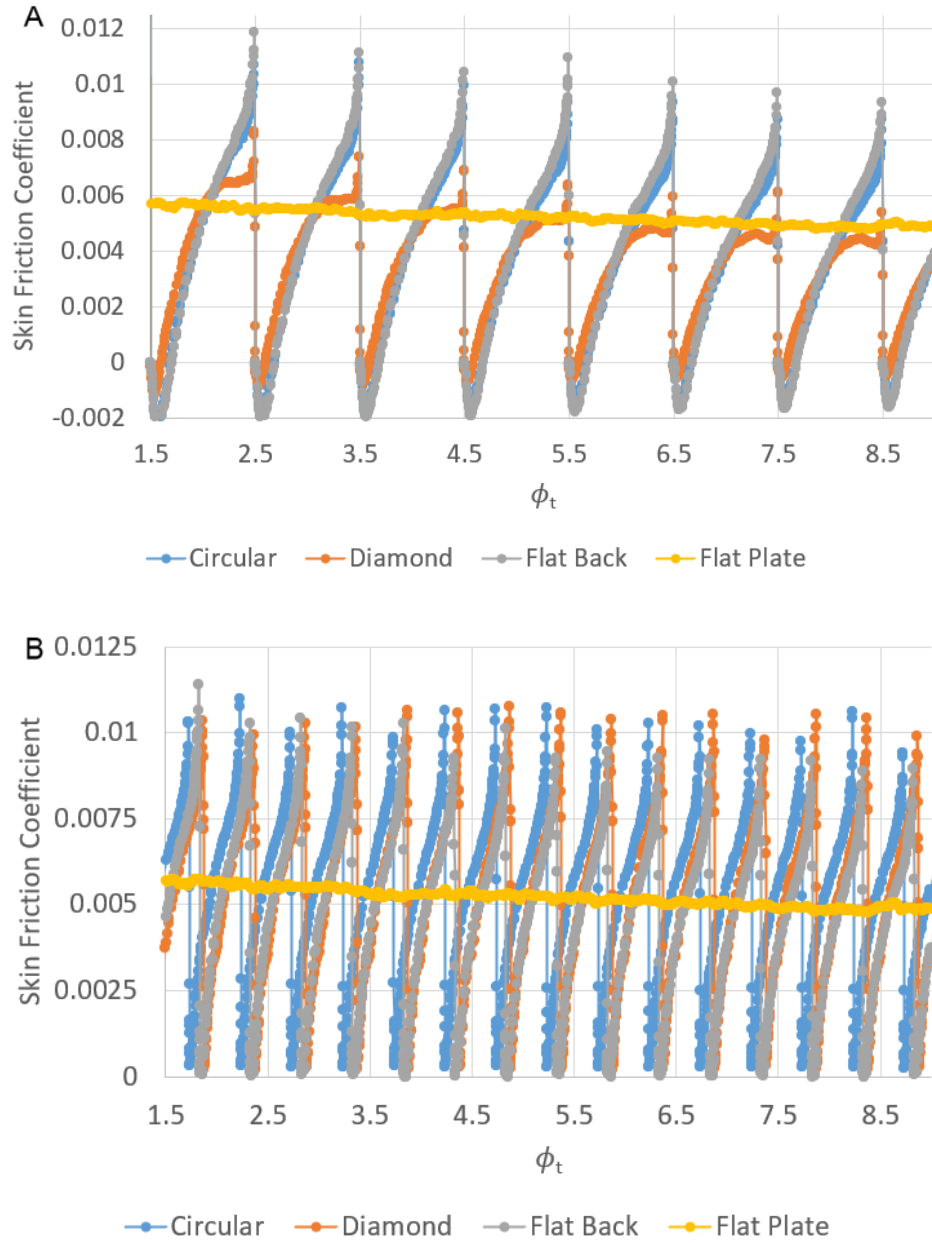 A
Skin Friction Coefficient
0.012
0.01
0.008
0.006
0.004
0.002
0
-0.002
1.5 2.5 3.5 4.5 5.5 6.5 7.5 8.5
ϕt
Circular Diamond Flat Back Flat Plate
B
Skin Friction Coefficient
0.0125
0.01
0.0075
0.005
0.0025
0
1.5 2.5 3.5 4.5 5.5 6.5 7.5 8.5
ϕt
Circular Diamond Flat Back Flat Plate